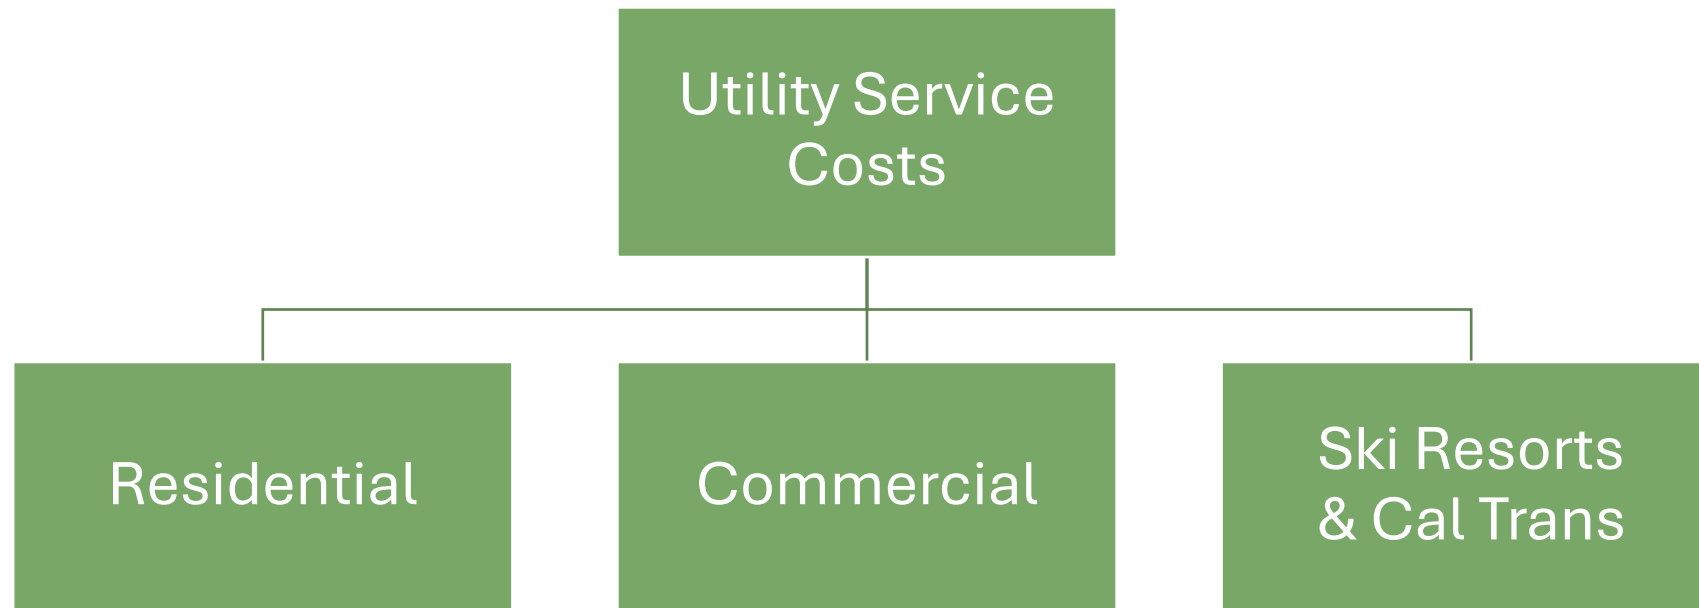 Utility Service
Costs
Residential
Commercial
Ski Resorts
& Cal Trans